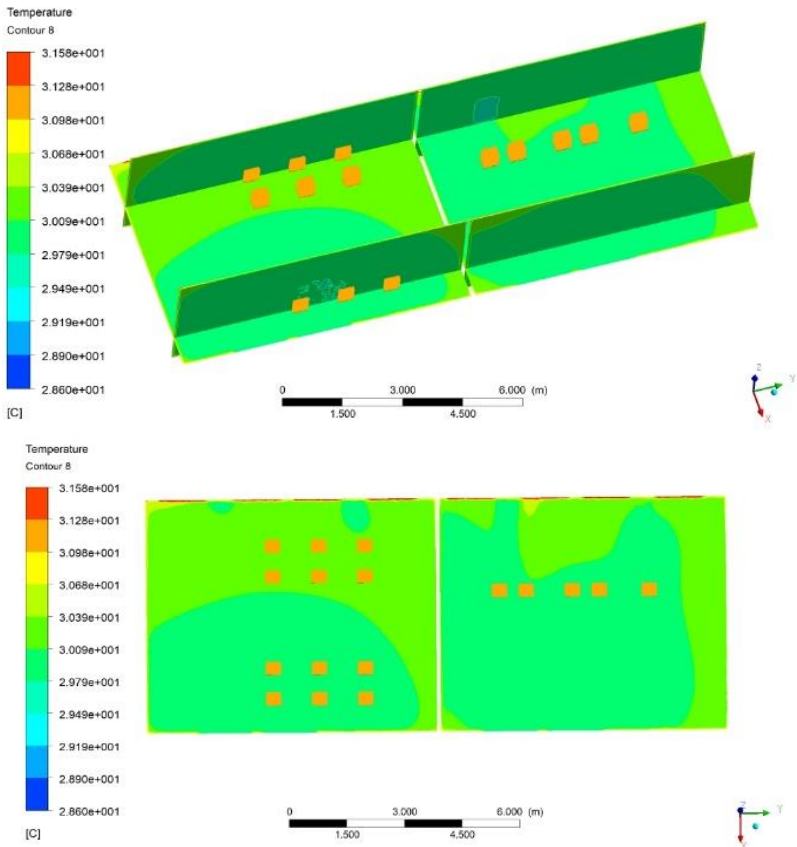 Temperature
Contour 8
3.158e+001
3.128e+001
3.098e+001
3.068e+001
3.039e+001
3.009e+001
2.979e+001
2.949e+001
2.919e+001
2.890e+001
2.860e+001
[C]
0 3.000 6.000 (m)
1.500 4.500
Z
Y
X
Temperature
Contour 8
3.158e+001
3.128e+001
3.098e+001
3.068e+001
3.039e+001
3.009e+001
2.979e+001
2.949e+001
2.919e+001
2.890e+001
2.860e+001
[C]
0 3.000 6.000 (m)
1.500 4.500
Z
Y